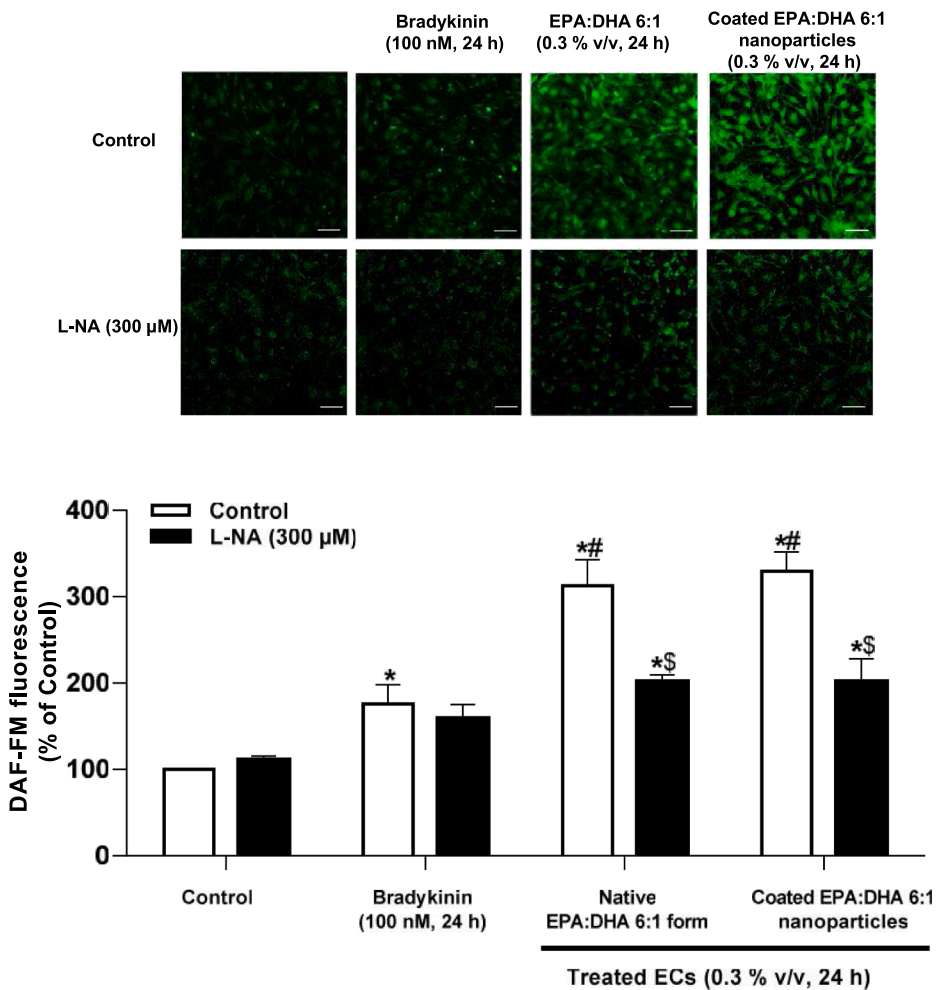 Bradykinin
(100 nM, 24 h)
EPA:DHA 6:1
(0.3 % v/v, 24 h)
Coated EPA:DHA 6:1
nanoparticles
(0.3 % v/v, 24 h)
Control
L-NA (300 µM)
DAF-FM fluorescence
(% of Control)
400
300
200
100
0
Control
L-NA (300 µM)
*
*#
*$
*#
*$
Control
Bradykinin
(100 nM, 24 h)
Native
EPA:DHA 6:1 form
Coated EPA:DHA 6:1
nanoparticles
Treated ECs (0.3 % v/v, 24 h)